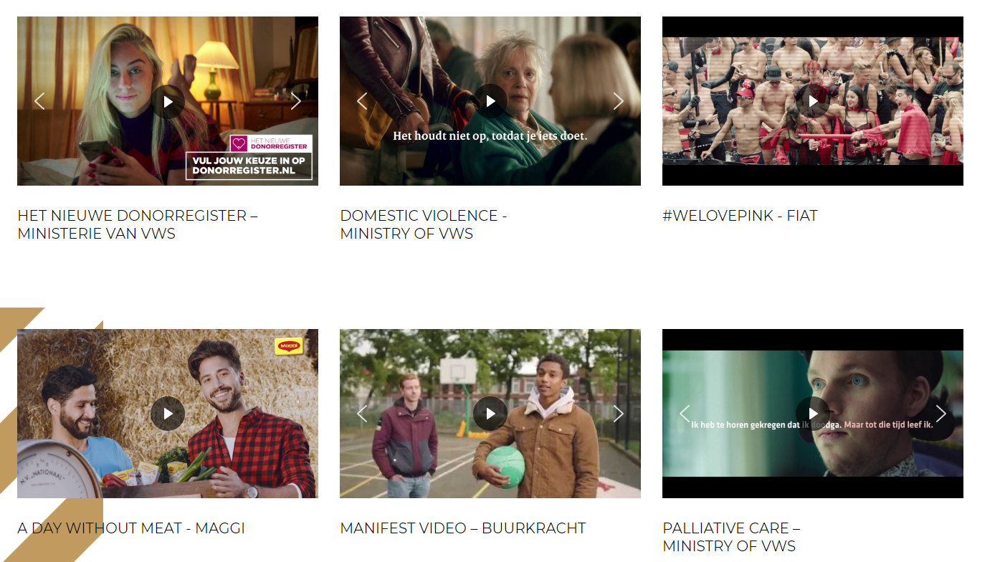 HET NIEUWE
DONORREGISTER
VUL JOUW KEUZE IN OP
DONORREGISTER.NL
Het houdt niet op, totdat je iets doet.
HET NIEUWE DONORREGISTER –
MINISTERIE VAN VWS
DOMESTIC VIOLENCE -
MINISTRY OF VWS
#WELOVEPINK - FIAT
MAGGI
N.V. „NATIONAAL”
Ik heb te horen gekregen dat ik doodga. Maar tot die tijd leef ik.
A DAY WITHOUT MEAT - MAGGI
MANIFEST VIDEO – BUURKRACHT
PALLIATIVE CARE –
MINISTRY OF VWS